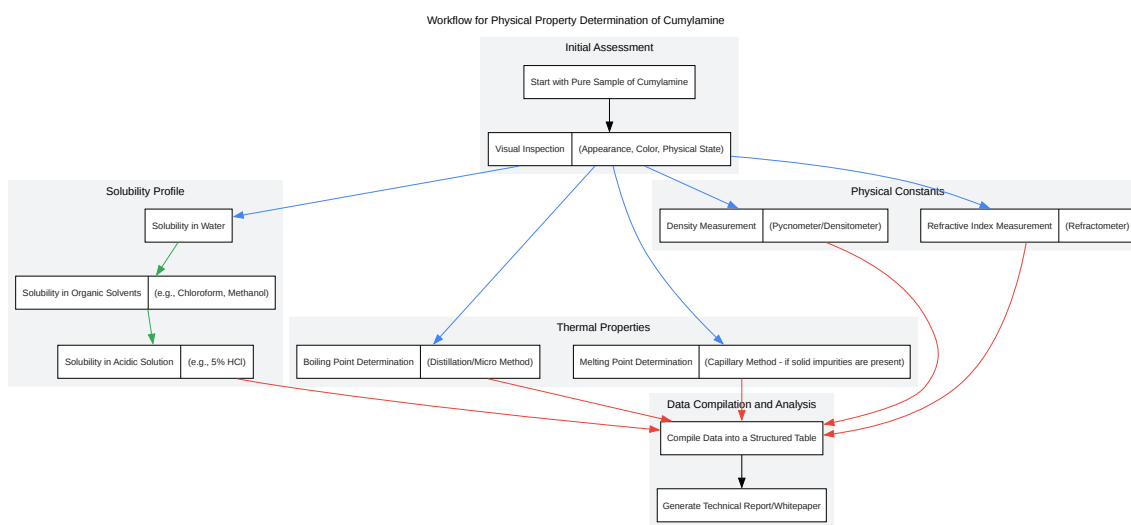 Workflow for Physical Property Determination of Cumylamine
Initial Assessment
Start with Pure Sample of Cumylamine
Visual Inspection (Appearance, Color, Physical State)
Solubility Profile
Solubility in Water
Solubility in Organic Solvents (e.g., Chloroform, Methanol)
Solubility in Acidic Solution (e.g., 5% HCl)
Physical Constants
Density Measurement (Pycnometer/Densitometer)
Refractive Index Measurement (Refractometer)
Thermal Properties
Boiling Point Determination (Distillation/Micro Method)
Melting Point Determination (Capillary Method - if solid impurities are present)
Data Compilation and Analysis
Compile Data into a Structured Table
Generate Technical Report/Whitepaper